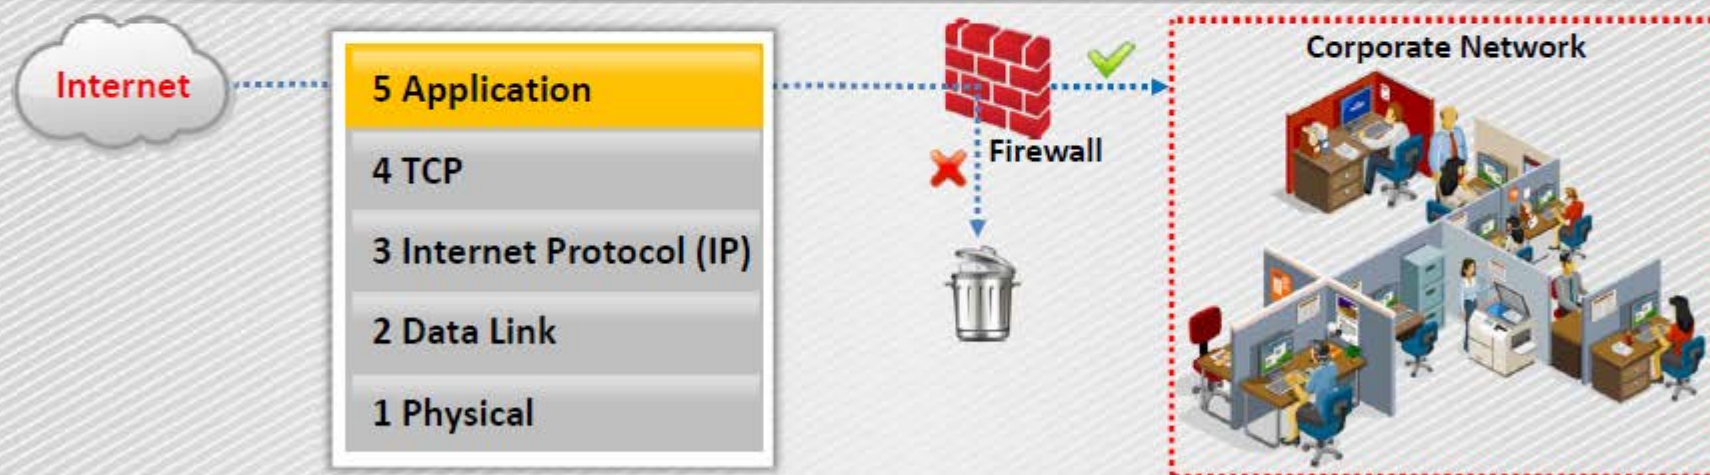 Internet
5 Application
4 TCP
3 Internet Protocol (IP)
2 Data Link
1 Physical
Firewall
Corporate Network